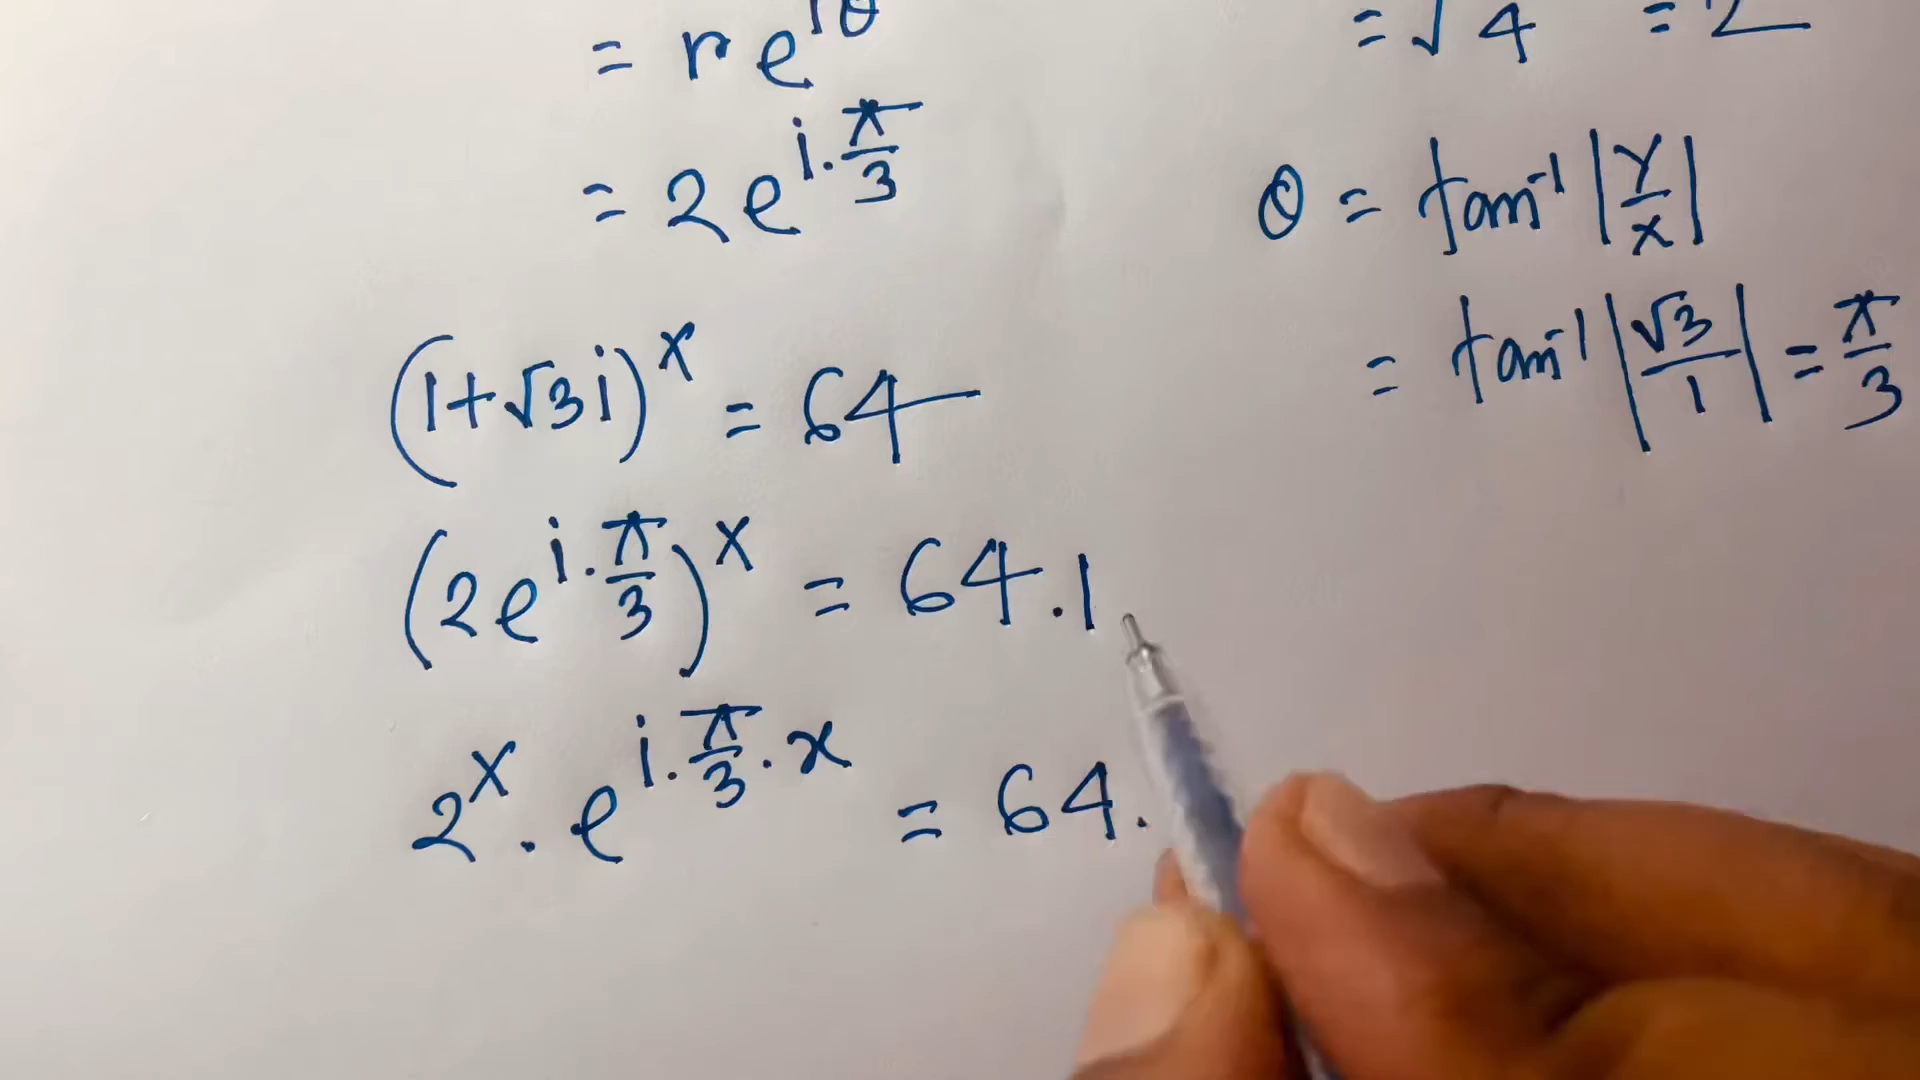 = re^iθ
= 2e^i.π/3
(1+√3i)^x = 64
(2e^i.π/3)^x = 64.1
2^x . e^i.π/3.x = 64.
= √4 = 2
θ = tan^-1 |y/x|
= tan^-1 |√3/1| = π/3